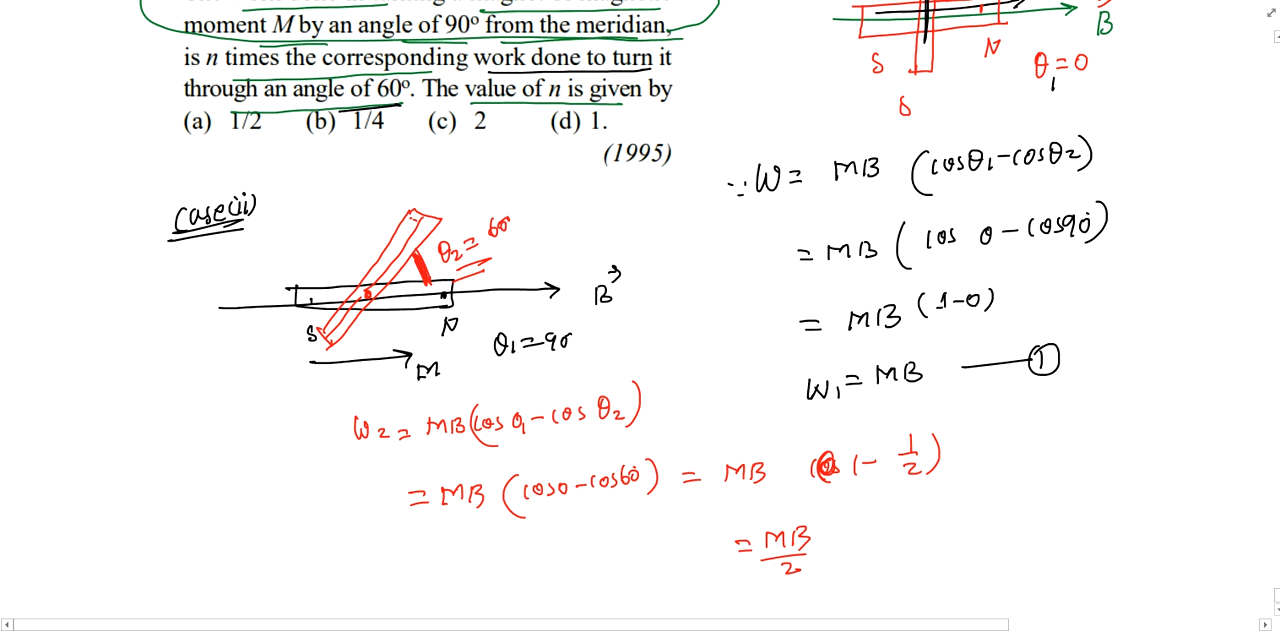 moment M by an angle of 90° from the meridian,
is n times the corresponding work done to turn it
through an angle of 60°. The value of n is given by
(a) 1/2 (b) 1/4 (c) 2 (d) 1.
(1995)
S N B
θ1 = 0
S
∵ W = MB (cosθ1 - cosθ2)
= MB (cos 0 - cos90°)
= MB (1-0)
W1 = MB — ①
Case(ii)
θ2 = 60°
B⃗
S N
θ1 = 90
M
W2 = MB(cos θ1 - cos θ2)
= MB (cos0 - cos60°) = MB ( 1 - 1/2)
= MB/2